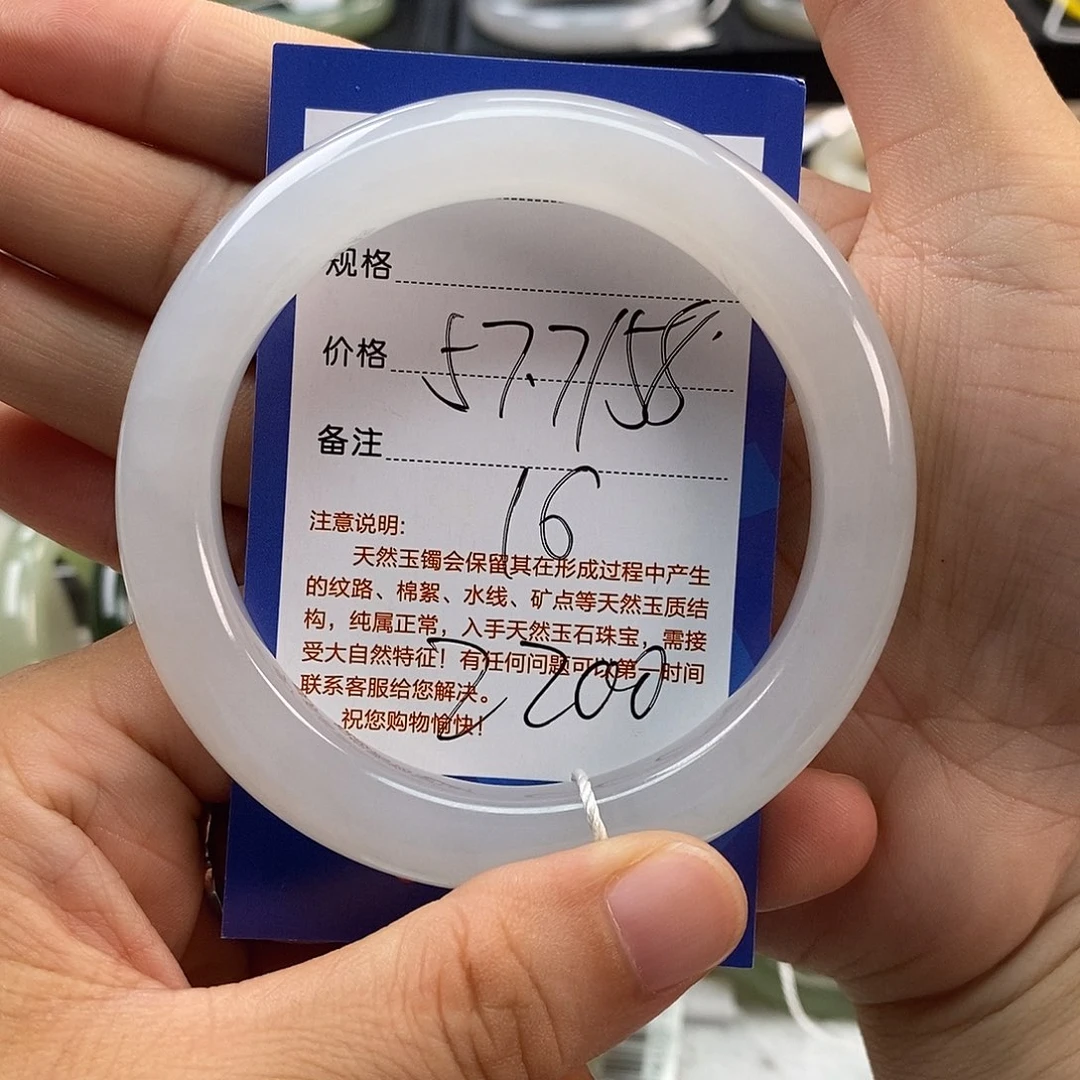 规格
价格 57.7/58
备注
16
注意说明:
天然玉镯会保留其在形成过程中产生
的纹路、棉絮、水线、矿点等天然玉质结
构，纯属正常，入手天然玉石珠宝，需接
受大自然特征！有任何问题可以第一时间
联系客服给您解决。
2200
祝您购物愉快！